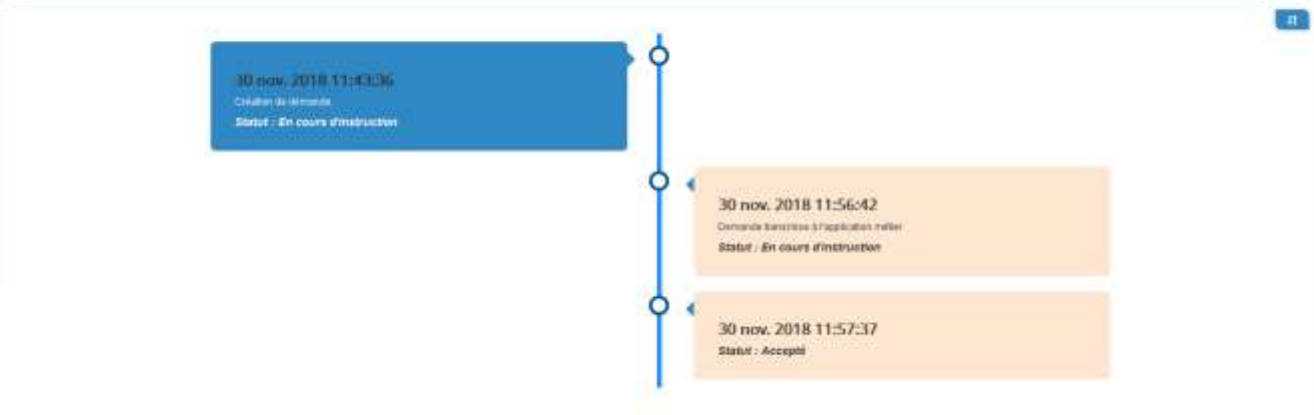 30 nov. 2018 11:43:36
Création de demande
Statut : En cours d'instruction
30 nov. 2018 11:56:42
Demande transmise à l'application métier
Statut : En cours d'instruction
30 nov. 2018 11:57:37
Statut : Accepté